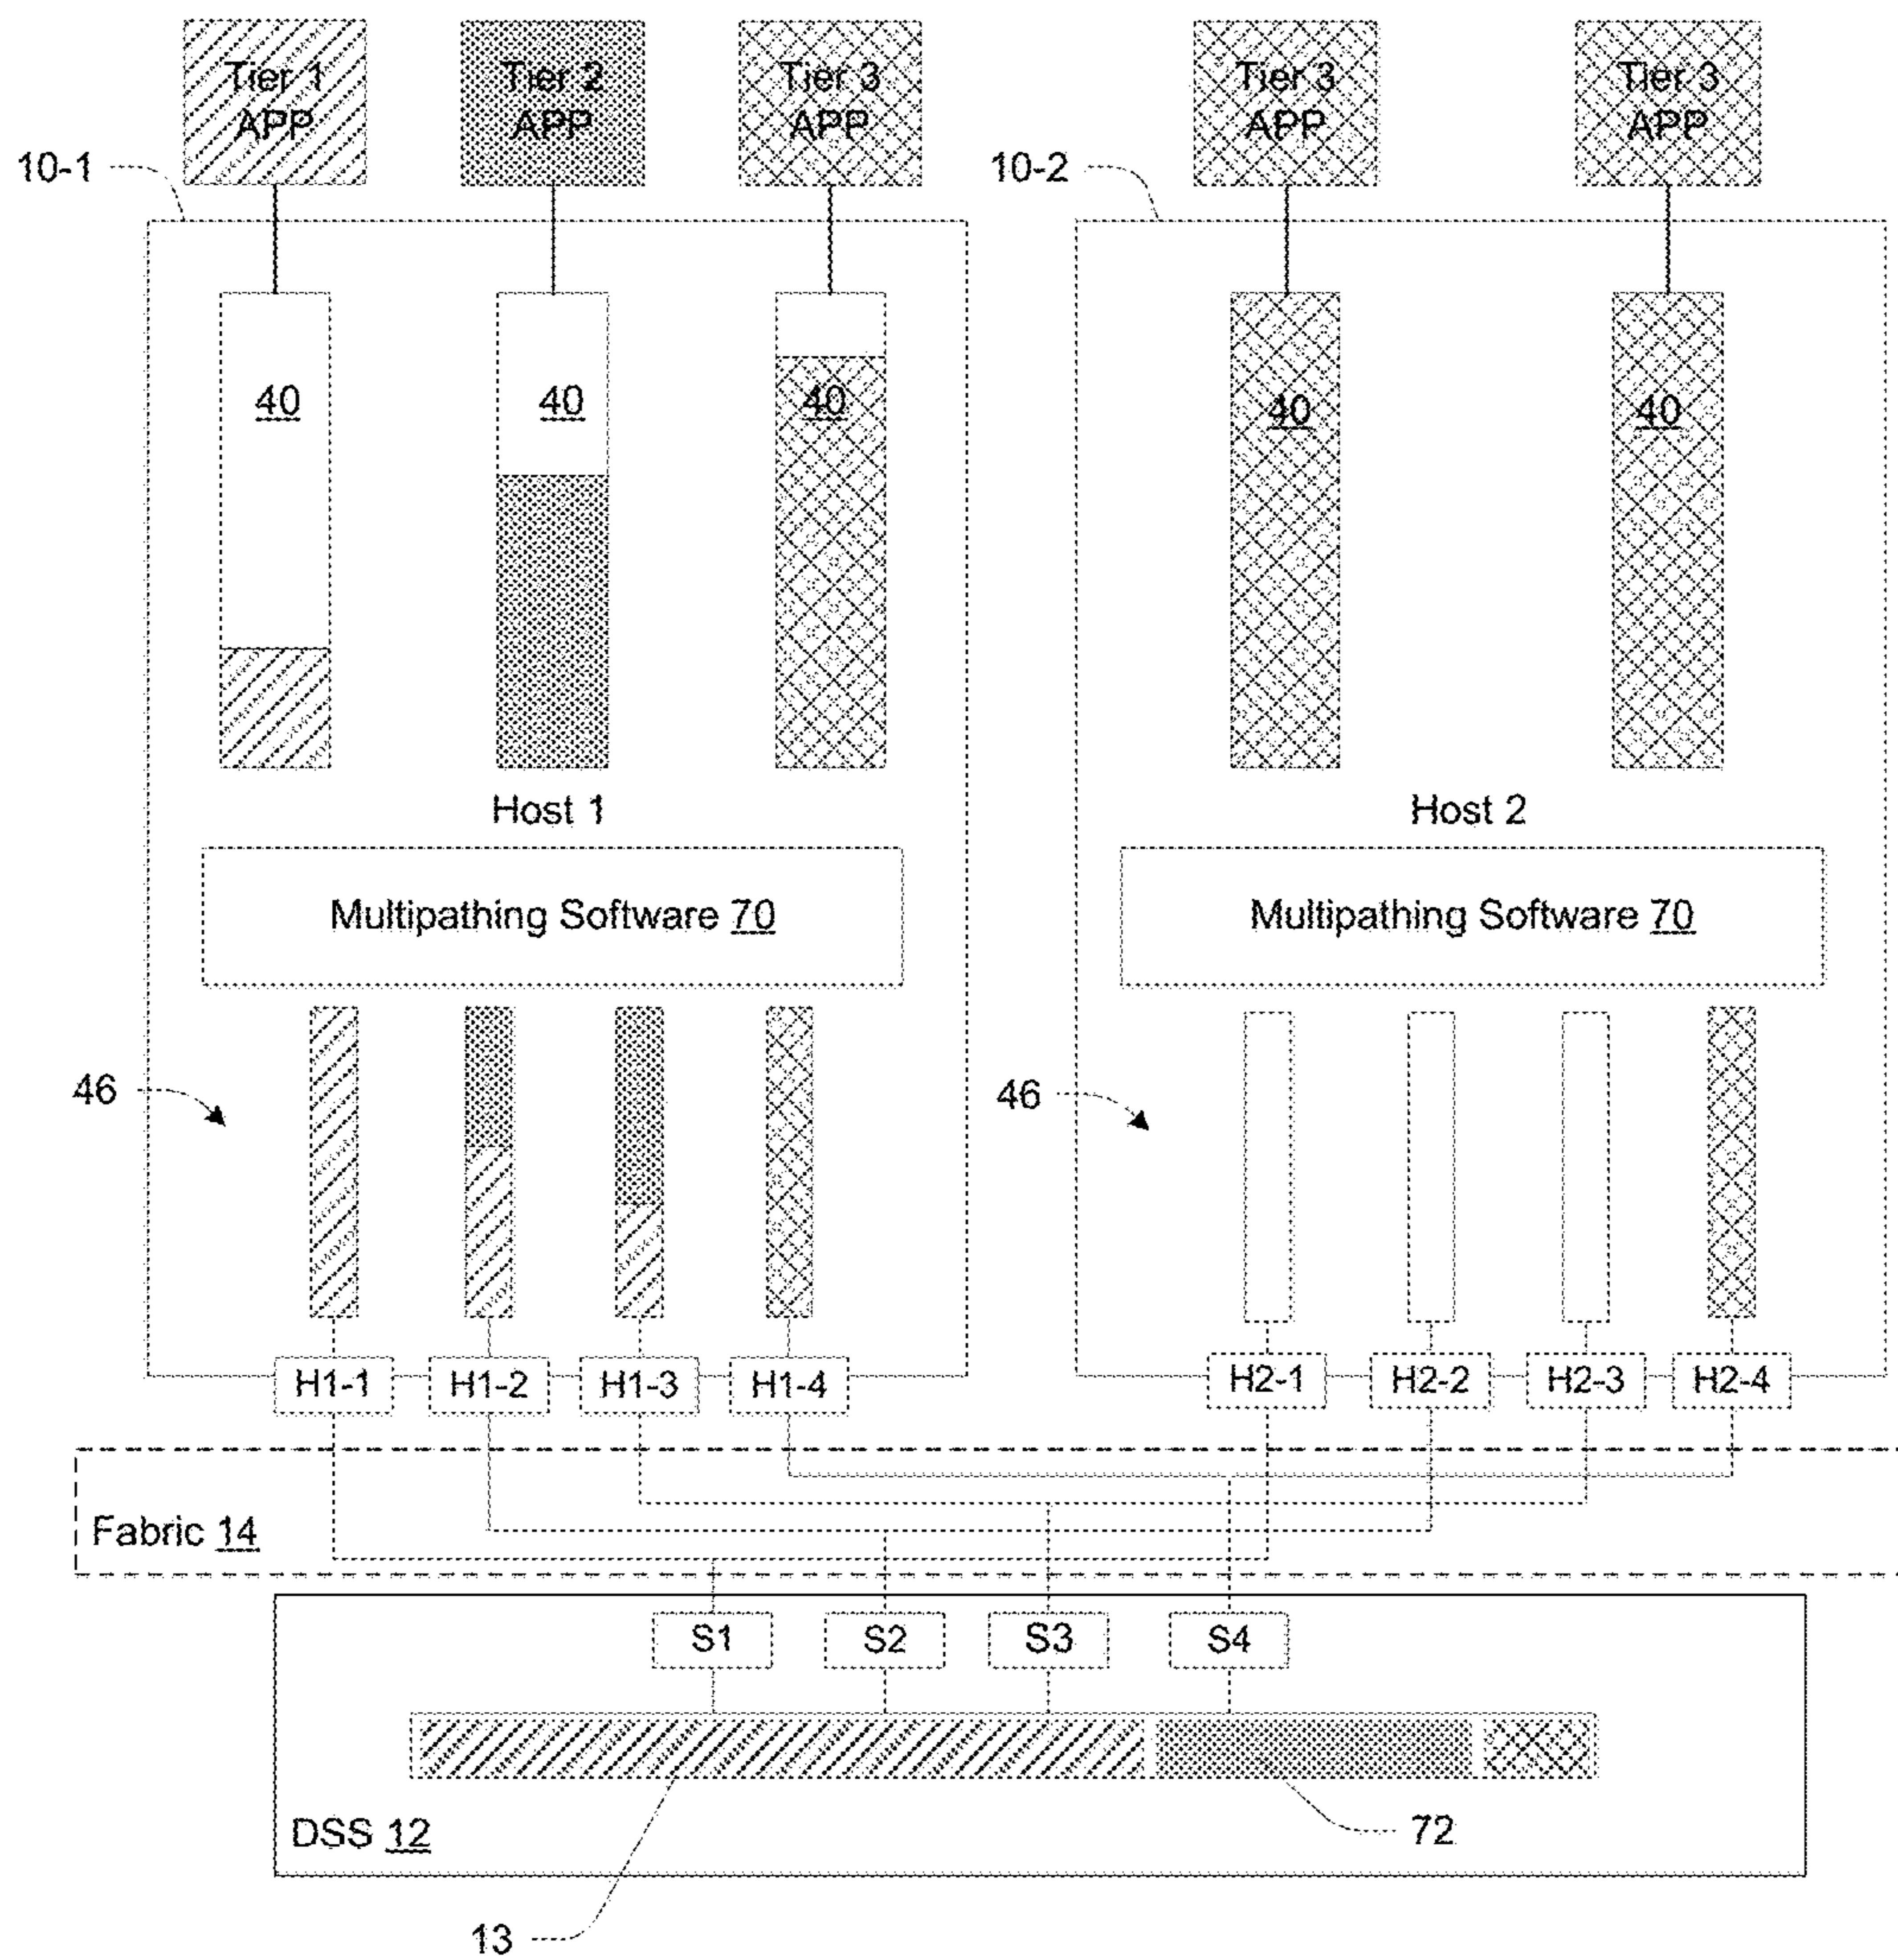 Tier 1
APP
Tier 2
APP
Tier 3
APP
Tier 3
APP
Tier 3
APP
10-1
10-2
40
40
40
40
40
Host 1
Host 2
Multipathing Software 70
Multipathing Software 70
46
46
H1-1
H1-2
H1-3
H1-4
H2-1
H2-2
H2-3
H2-4
Fabric 14
S1
S2
S3
S4
DSS 12
72
13